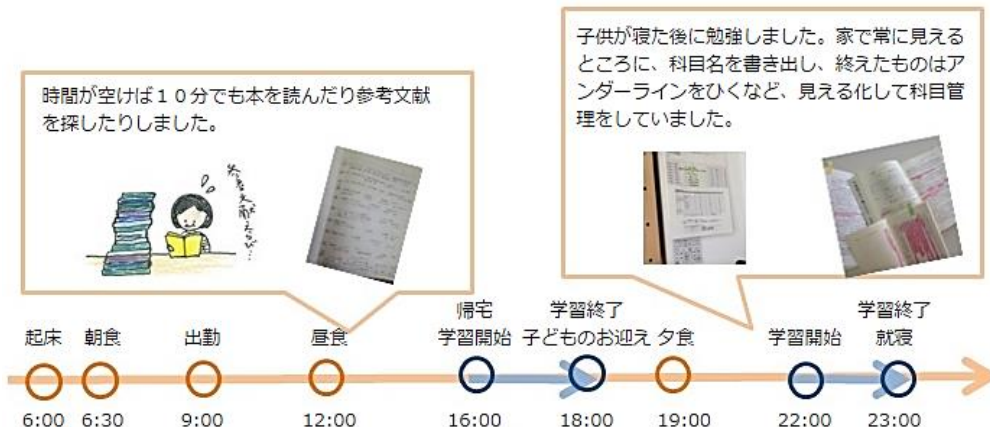 子供が寝た後に勉強しました。家で常に見える
ところに、科目名を書き出し、終えたものはア
ンダーラインをひくなど、見える化して科目管
理をしていました。
時間が空けば１０分でも本を読んだり参考文献
を探したりしました。
参考文献えらび…
帰宅 学習終了 学習終了
起床 朝食 出勤 昼食 学習開始 子どものお迎え 夕食 学習開始 就寝
6:00 6:30 9:00 12:00 16:00 18:00 19:00 22:00 23:00